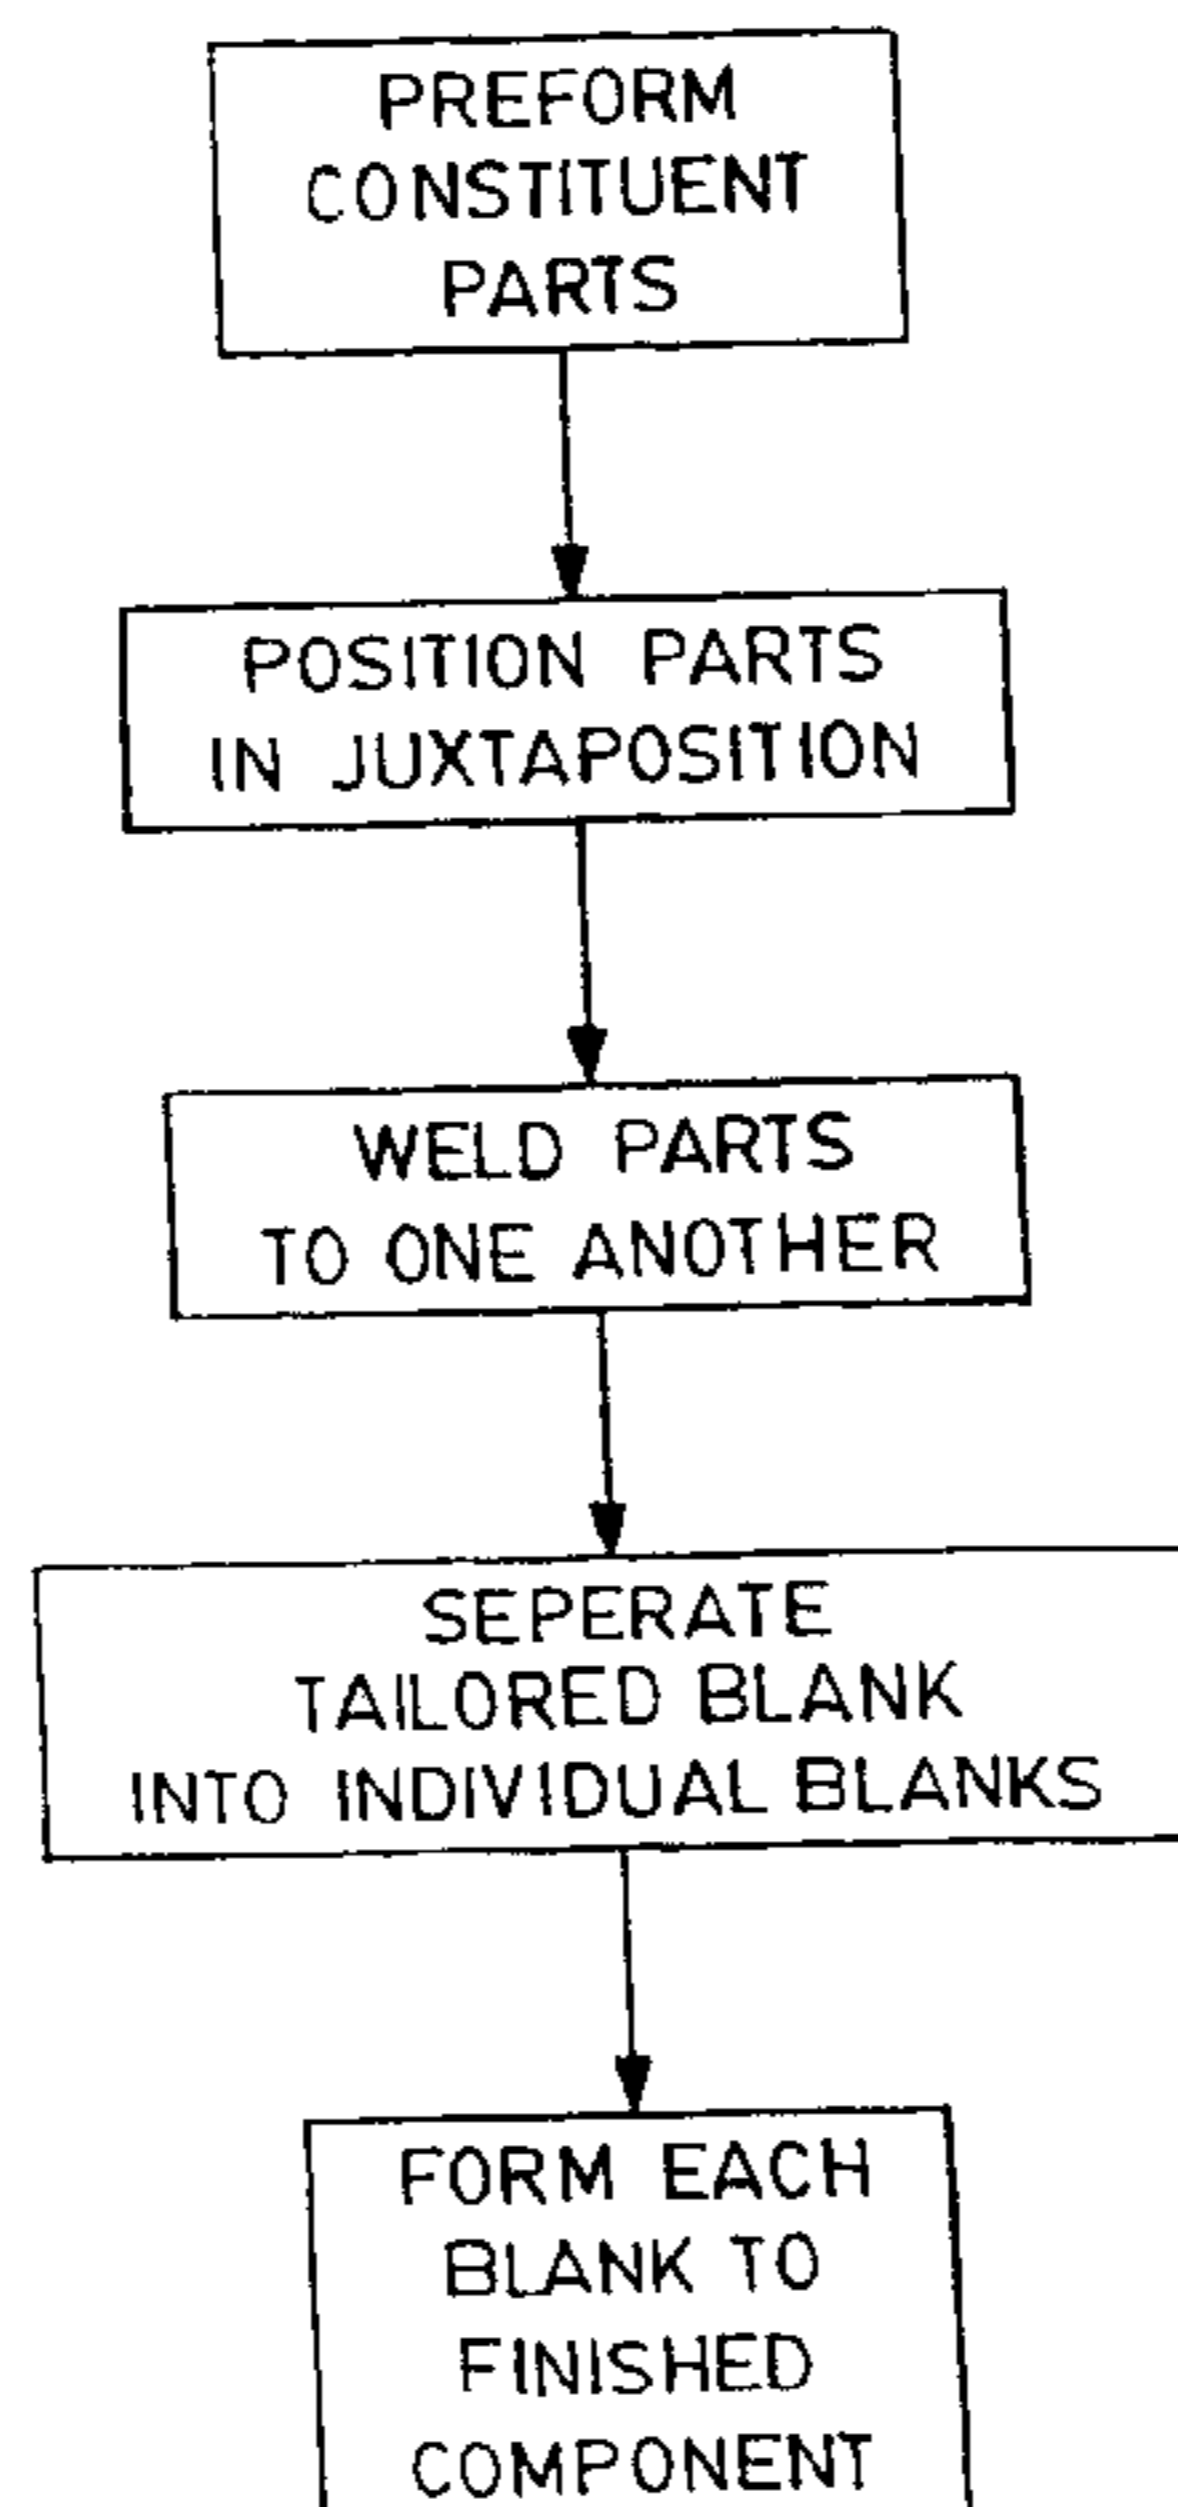 PREFORM
CONSTITUENT
PARTS
POSITION PARTS
IN JUXTAPOSITION
WELD PARTS
TO ONE ANOTHER
SEPERATE
TAILORED BLANK
INTO INDIVIDUAL BLANKS
FORM EACH
BLANK TO
FINISHED
COMPONENT